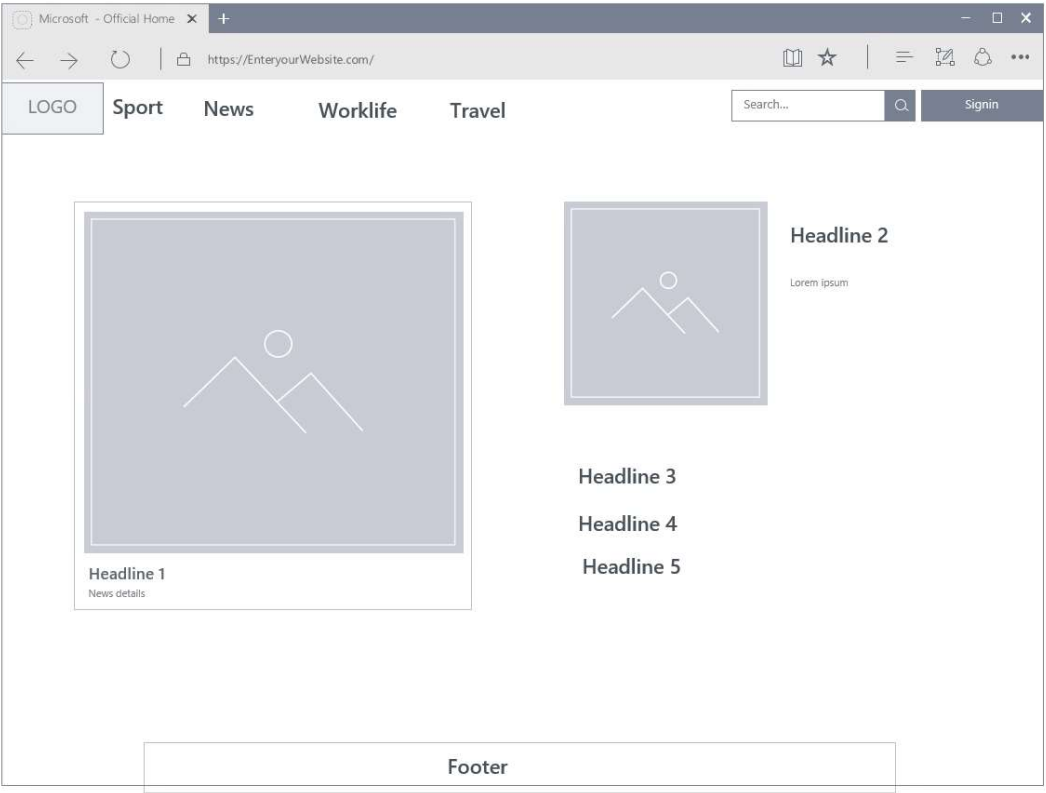 Microsoft - Official Home
https://EnteryourWebsite.com/
LOGO Sport News Worklife Travel Search... Signin
Headline 2
Lorem ipsum
Headline 3
Headline 4
Headline 5
Headline 1
News details
Footer